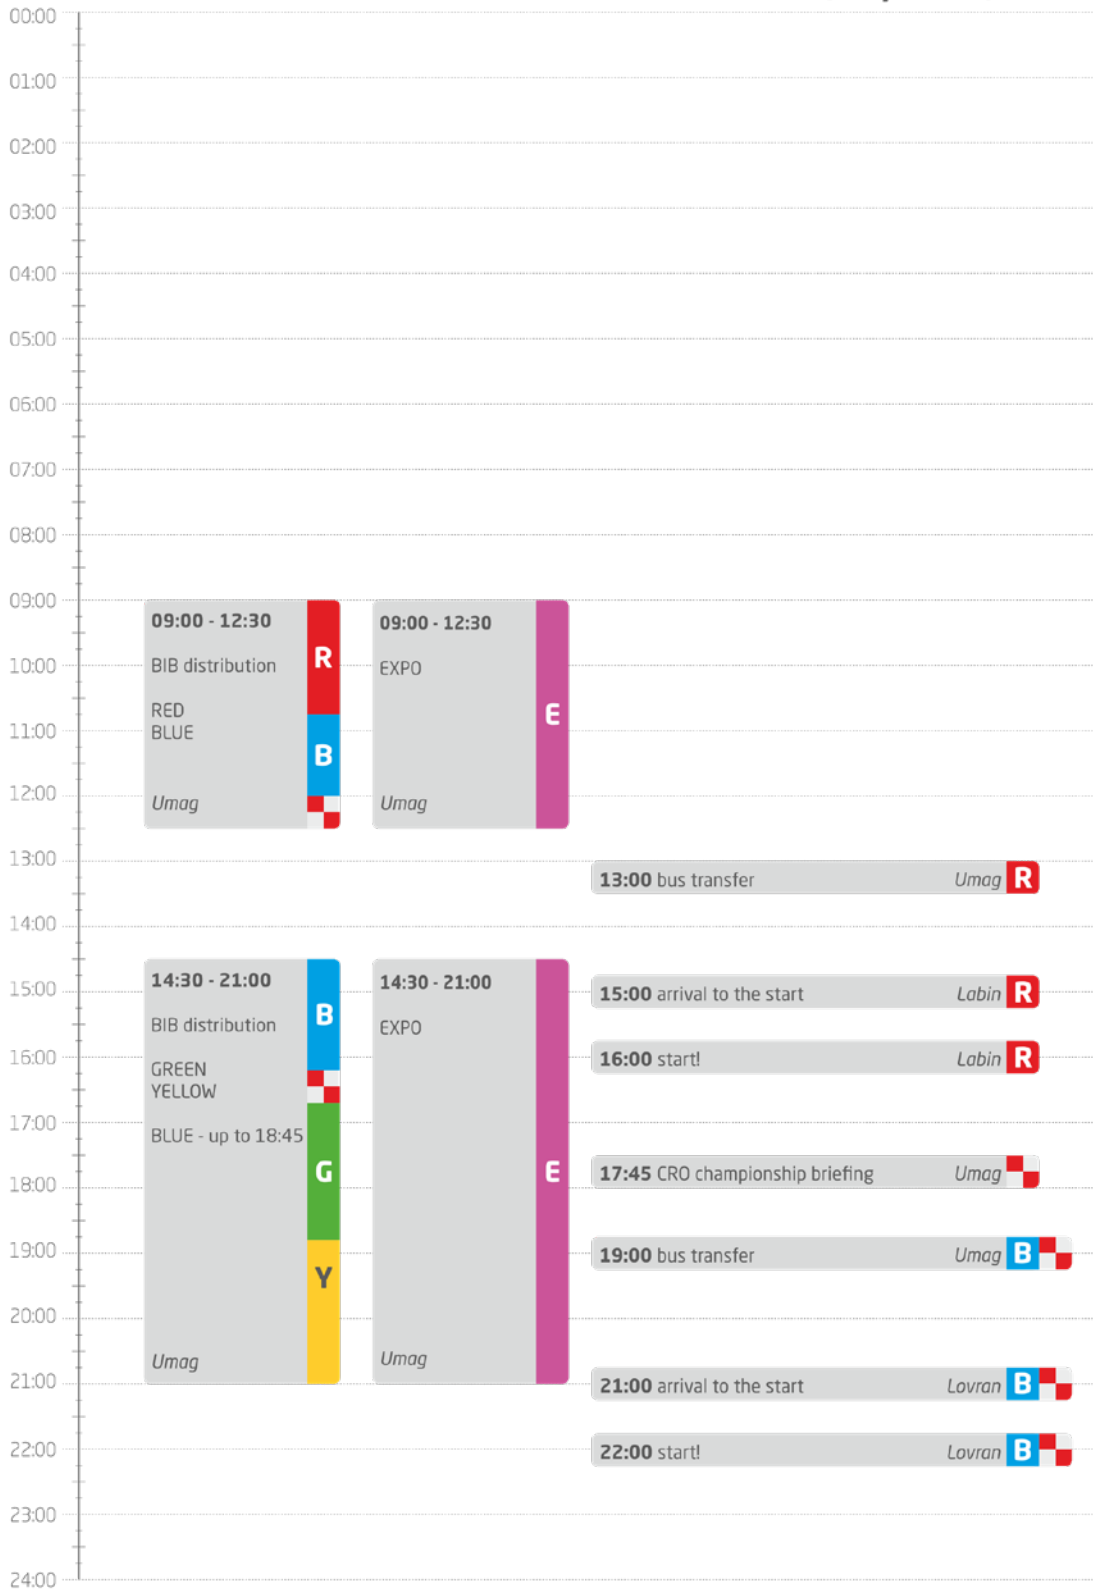 00:00
01:00
02:00
03:00
04:00
05:00
06:00
07:00
08:00
09:00
09:00 - 12:30
BIB distribution
RED
BLUE
Umag
R
B
09:00 - 12:30
EXPO
Umag
E
10:00
11:00
12:00
13:00
13:00 bus transfer Umag R
14:00
14:30 - 21:00
BIB distribution
GREEN
YELLOW
BLUE - up to 18:45
Umag
B
G
Y
14:30 - 21:00
EXPO
Umag
E
15:00
15:00 arrival to the start Labin R
16:00
16:00 start! Labin R
17:00
17:45 CRO championship briefing Umag
18:00
19:00
19:00 bus transfer Umag B
20:00
21:00
21:00 arrival to the start Lovran B
22:00
22:00 start! Lovran B
23:00
24:00